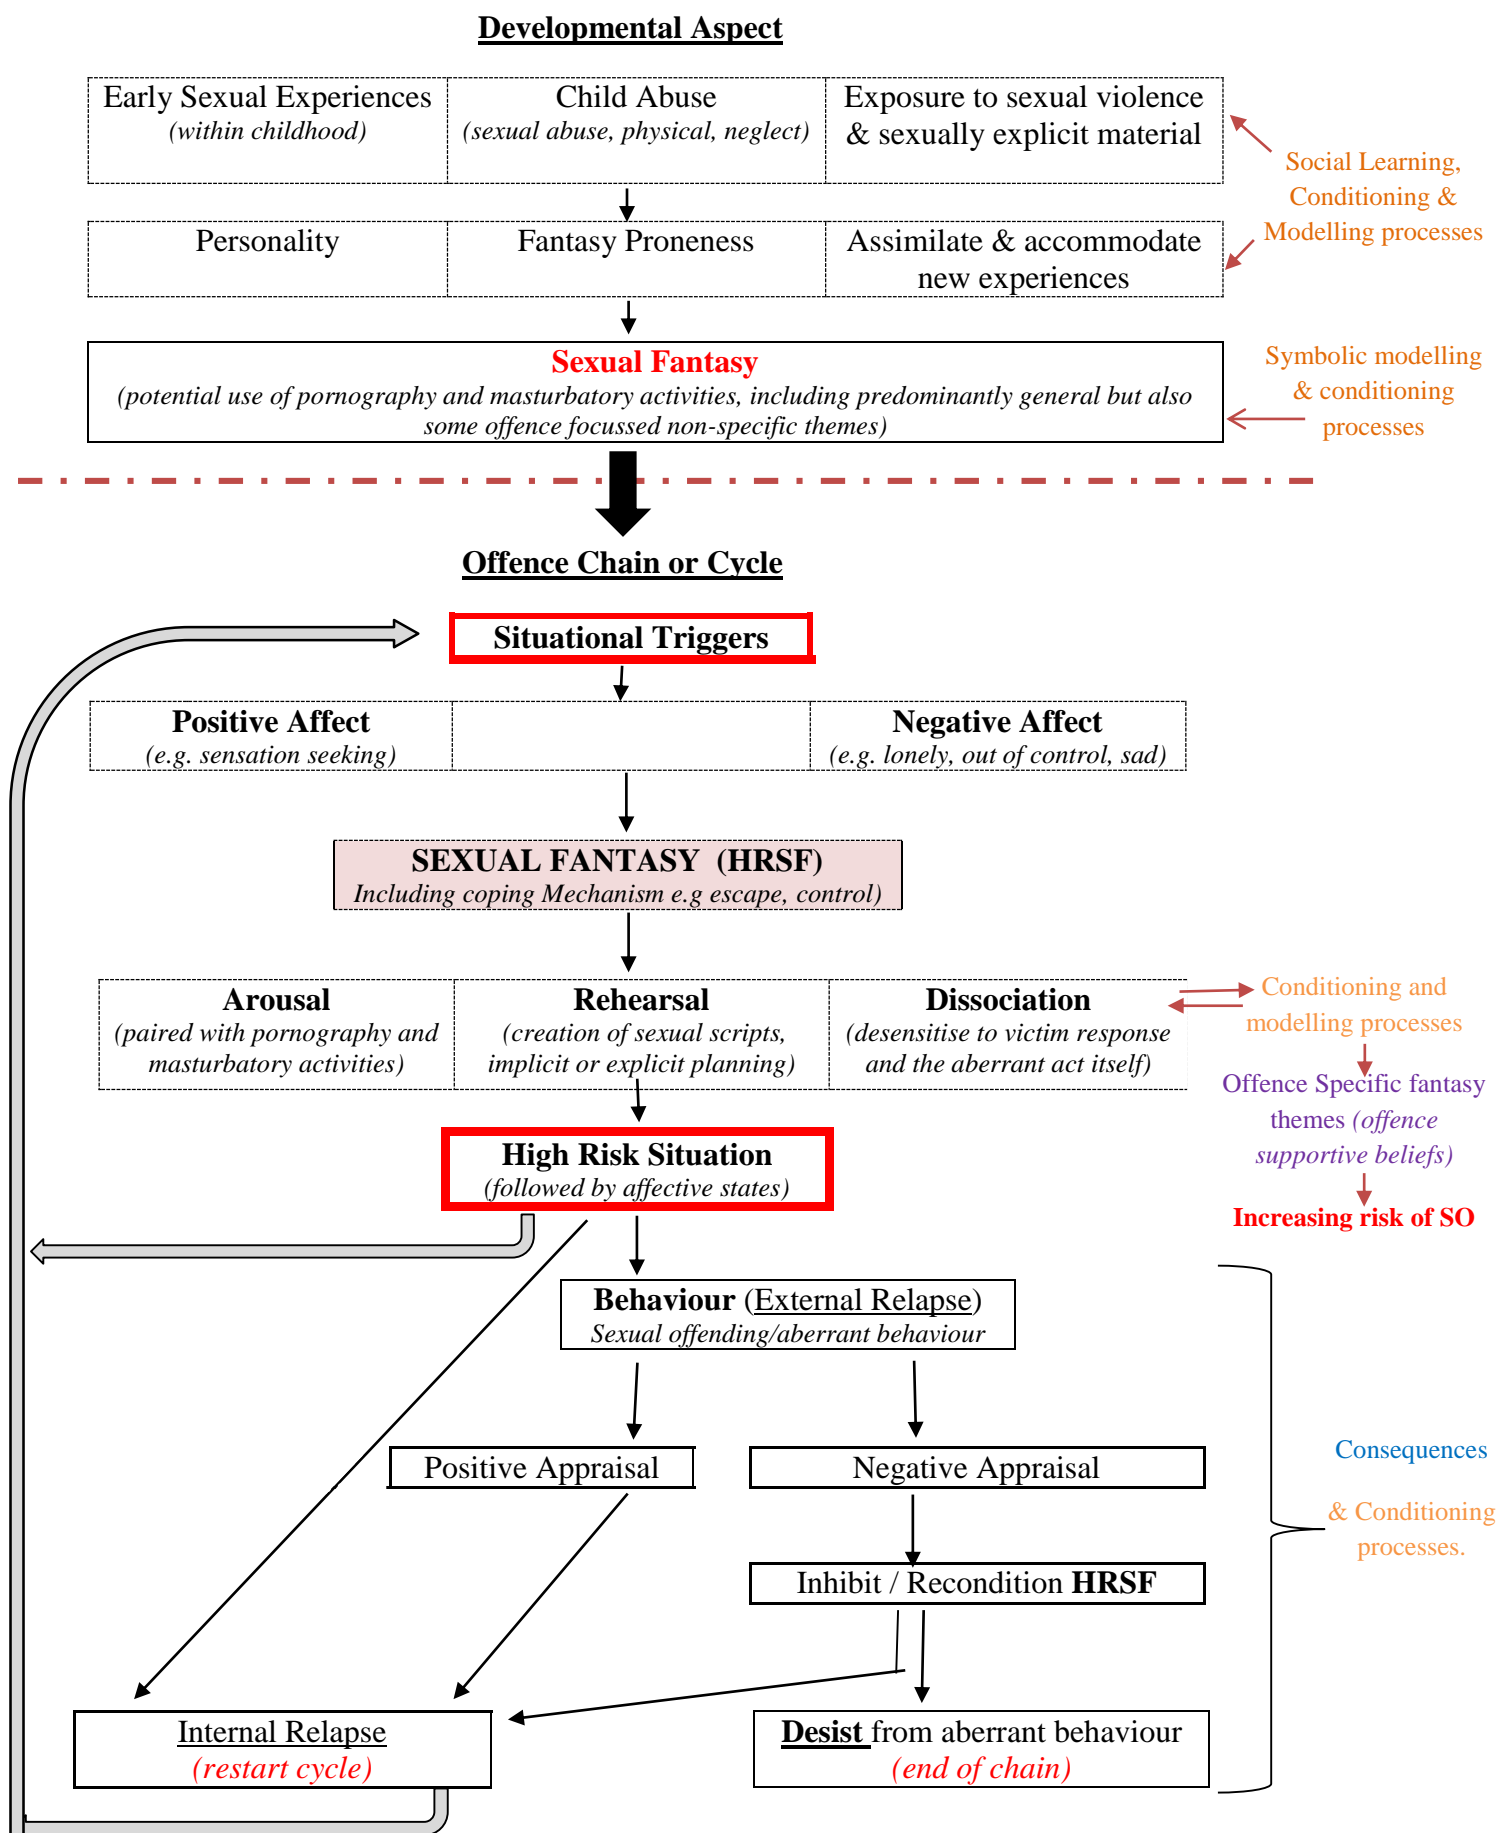 Developmental Aspect
Early Sexual Experiences
(within childhood)
Child Abuse
(sexual abuse, physical, neglect)
Exposure to sexual violence
& sexually explicit material
Social Learning,
Conditioning &
Modelling processes
Personality
Fantasy Proneness
Assimilate & accommodate
new experiences
Sexual Fantasy
(potential use of pornography and masturbatory activities, including predominantly general but also
some offence focussed non-specific themes)
Symbolic modelling
& conditioning
processes
Offence Chain or Cycle
Situational Triggers
Positive Affect
(e.g. sensation seeking)
Negative Affect
(e.g. lonely, out of control, sad)
SEXUAL FANTASY (HRSF)
Including coping Mechanism e.g escape, control)
Arousal
(paired with pornography and
masturbatory activities)
Rehearsal
(creation of sexual scripts,
implicit or explicit planning)
Dissociation
(desensitise to victim response
and the aberrant act itself)
Conditioning and
modelling processes
Offence Specific fantasy
themes (offence
supportive beliefs)
Increasing risk of SO
High Risk Situation
(followed by affective states)
Behaviour (External Relapse)
Sexual offending/aberrant behaviour
Positive Appraisal
Negative Appraisal
Consequences
& Conditioning
processes.
Inhibit / Recondition HRSF
Internal Relapse
(restart cycle)
Desist from aberrant behaviour
(end of chain)